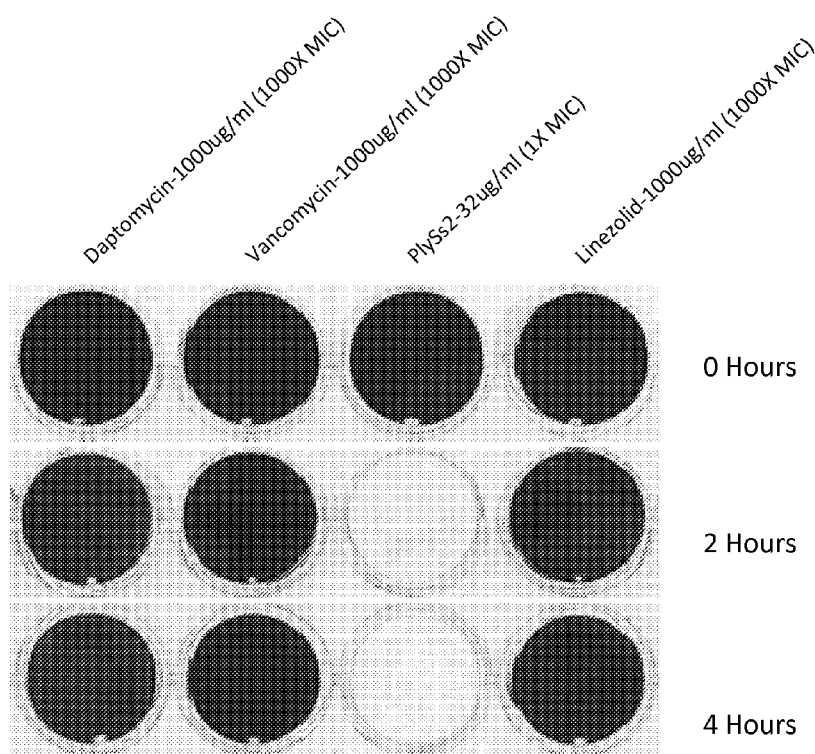 Daptomycin-1000ug/ml (1000X MIC)
Vancomycin-1000ug/ml (1000X MIC)
PlySs2-32ug/ml (1X MIC)
Linezolid-1000ug/ml (1000X MIC)
0 Hours
2 Hours
4 Hours